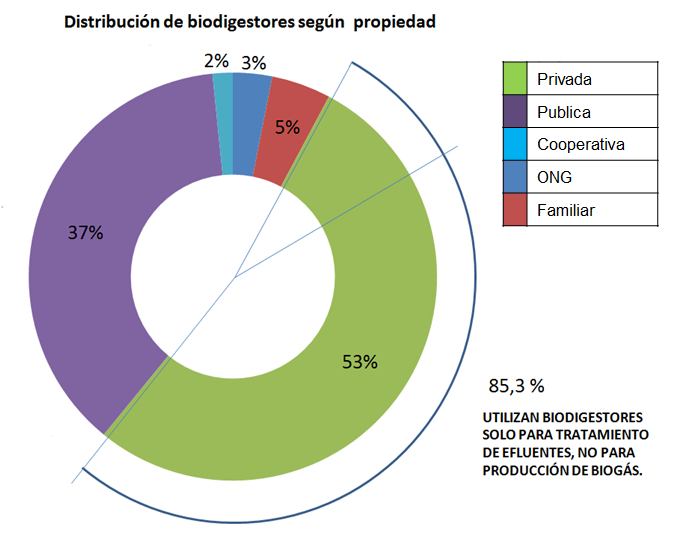 Distribución de biodigestores según propiedad
2%
3%
5%
37%
53%
Privada
Publica
Cooperativa
ONG
Familiar
85,3 %
UTILIZAN BIODIGESTORES
SOLO PARA TRATAMIENTO
DE EFLUENTES, NO PARA
PRODUCCIÓN DE BIOGÁS.